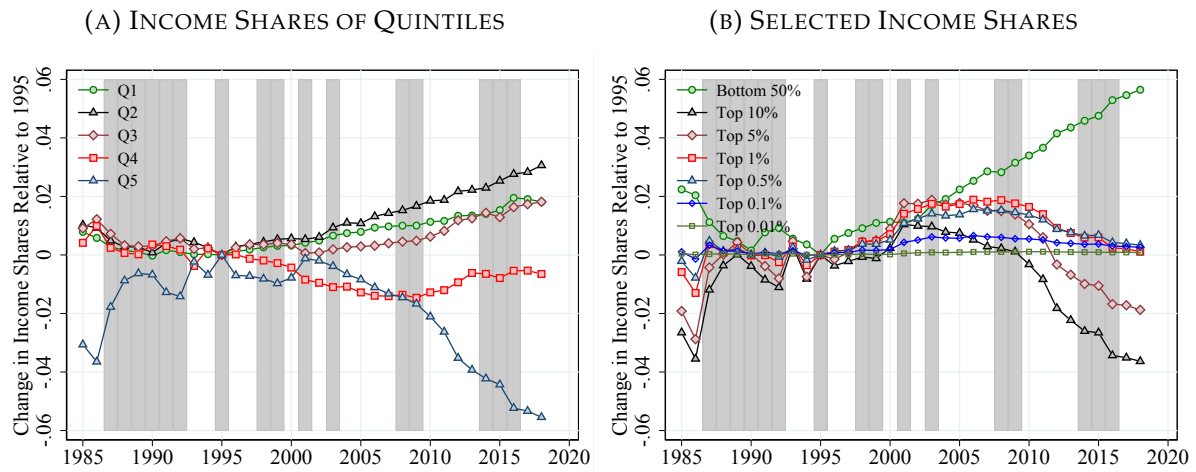 (A) INCOME SHARES OF QUINTILES
Change in Income Shares Relative to 1995
.06
.04
.02
0
-.02
-.04
-.06
Q1
Q2
Q3
Q4
Q5
1985 1990 1995 2000 2005 2010 2015 2020
(B) SELECTED INCOME SHARES
Change in Income Shares Relative to 1995
.06
.04
.02
0
-.02
-.04
-.06
Bottom 50%
Top 10%
Top 5%
Top 1%
Top 0.5%
Top 0.1%
Top 0.01%
1985 1990 1995 2000 2005 2010 2015 2020